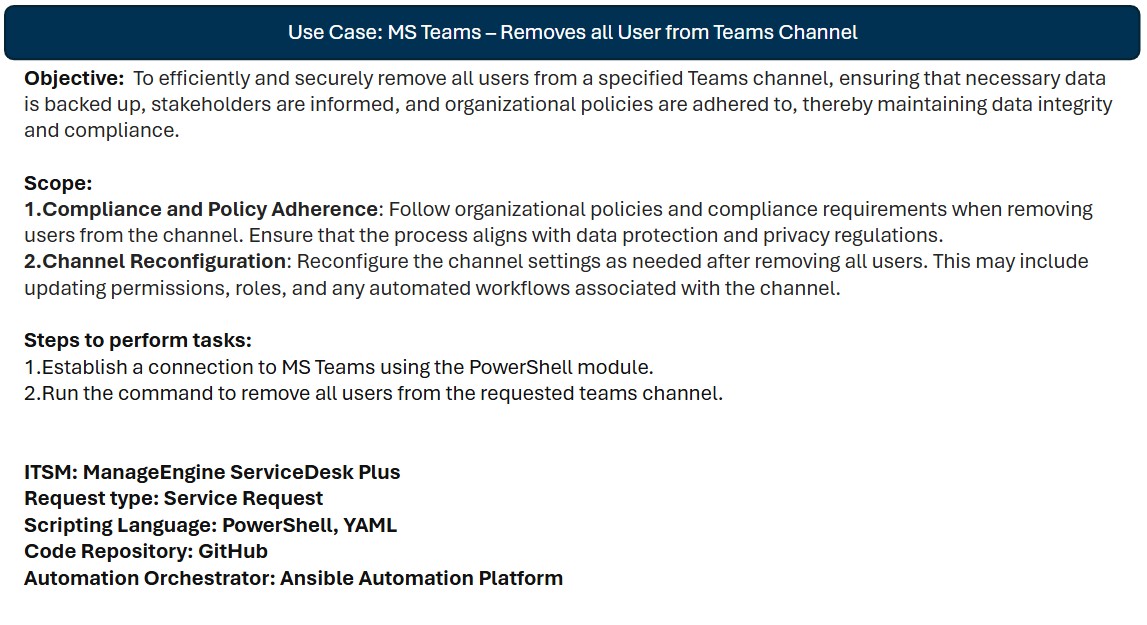 Use Case: MS Teams – Removes all User from Teams Channel
Objective: To efficiently and securely remove all users from a specified Teams channel, ensuring that necessary data
is backed up, stakeholders are informed, and organizational policies are adhered to, thereby maintaining data integrity
and compliance.
Scope:
1.Compliance and Policy Adherence: Follow organizational policies and compliance requirements when removing
users from the channel. Ensure that the process aligns with data protection and privacy regulations.
2.Channel Reconfiguration: Reconfigure the channel settings as needed after removing all users. This may include
updating permissions, roles, and any automated workflows associated with the channel.
Steps to perform tasks:
1.Establish a connection to MS Teams using the PowerShell module.
2.Run the command to remove all users from the requested teams channel.
ITSM: ManageEngine ServiceDesk Plus
Request type: Service Request
Scripting Language: PowerShell, YAML
Code Repository: GitHub
Automation Orchestrator: Ansible Automation Platform